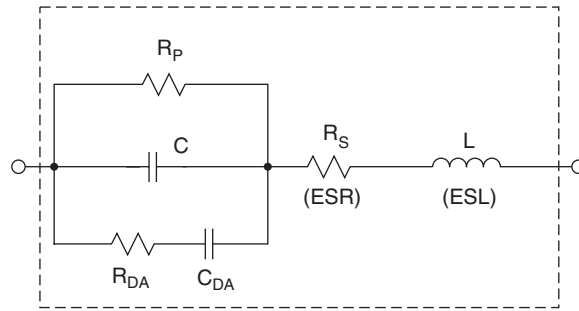 R_P
C
R_S
L
(ESR)
(ESL)
R_DA
C_DA